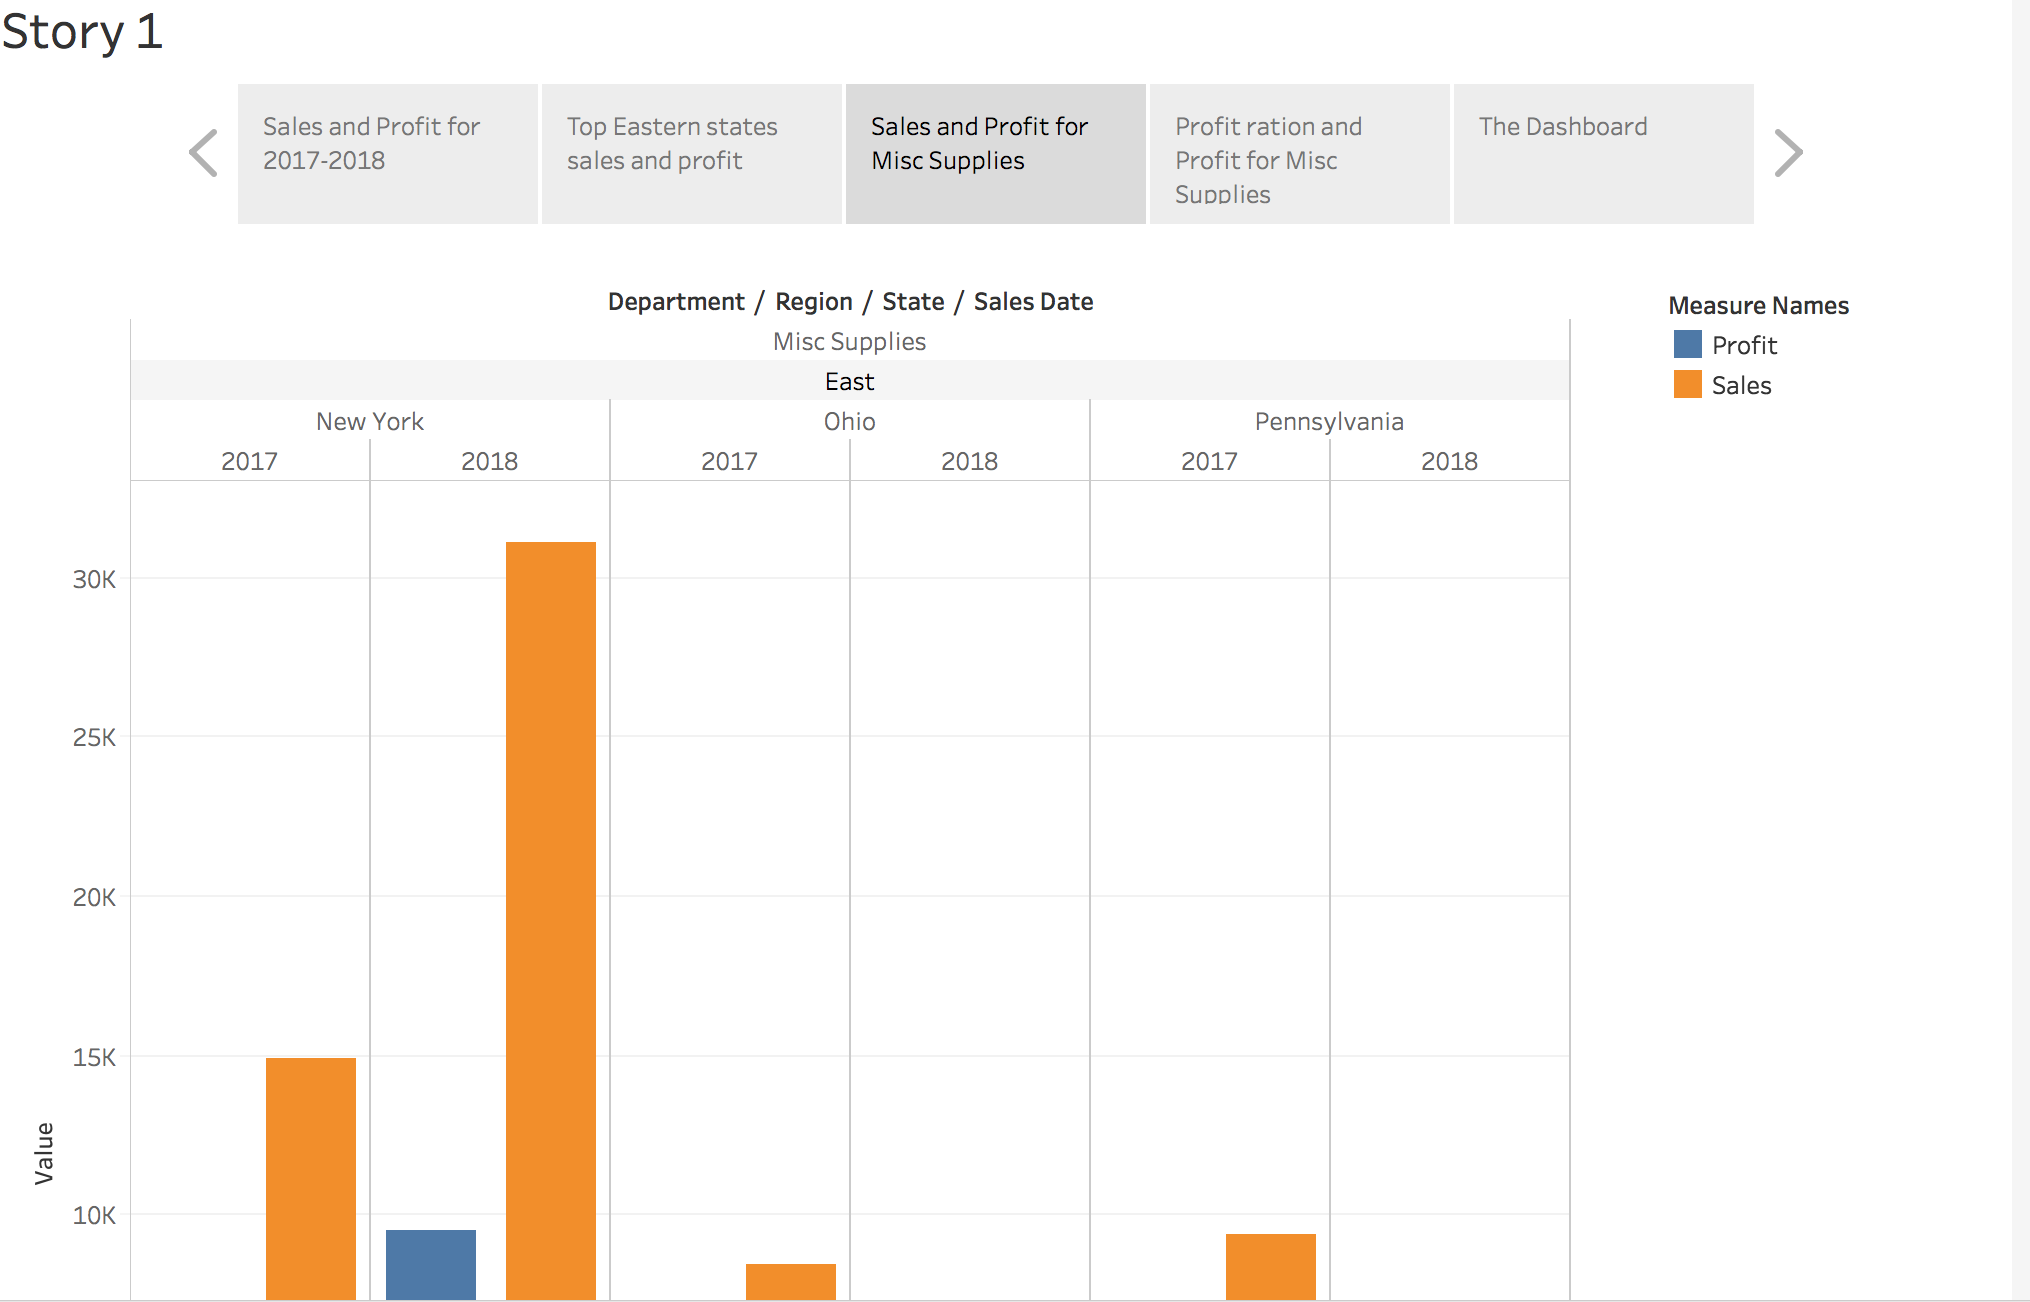 Story 1
Sales and Profit for
2017-2018
Top Eastern states
sales and profit
Sales and Profit for
Misc Supplies
Profit ration and
Profit for Misc
Supplies
The Dashboard
Department / Region / State / Sales Date
Misc Supplies
East
New York Ohio Pennsylvania
2017 2018 2017 2018 2017 2018
Measure Names
Profit
Sales
30K
25K
20K
15K
10K
Value